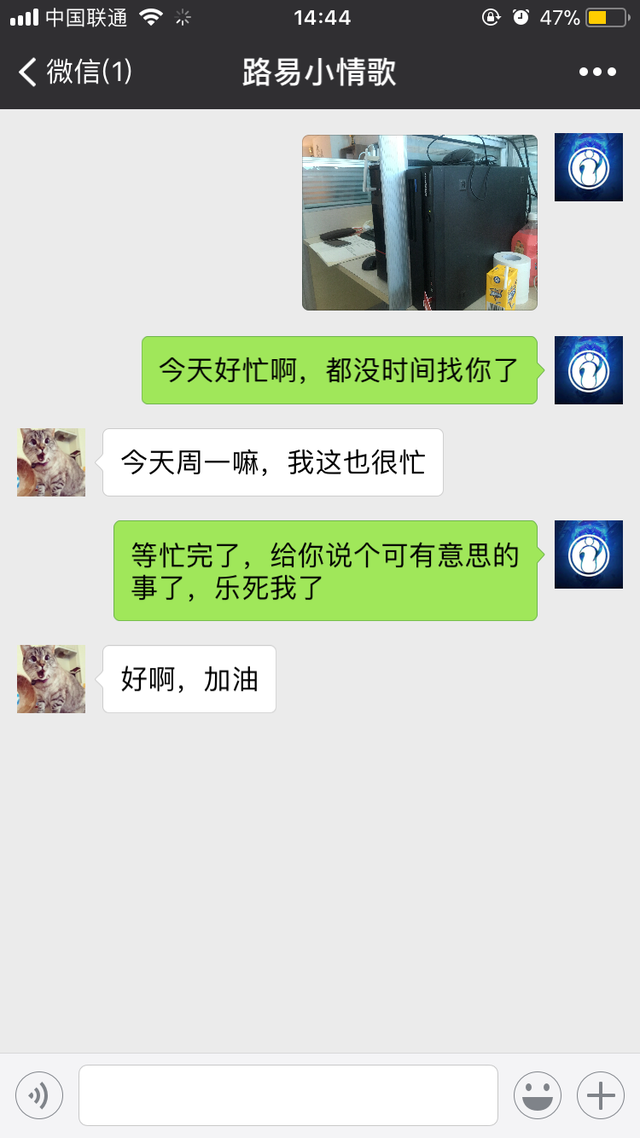 中国联通
14:44
47%
微信(1)
路易小情歌
今天好忙啊，都没时间找你了
今天周一嘛，我这也很忙
等忙完了，给你说个可有意思的
事了，乐死我了
好啊，加油